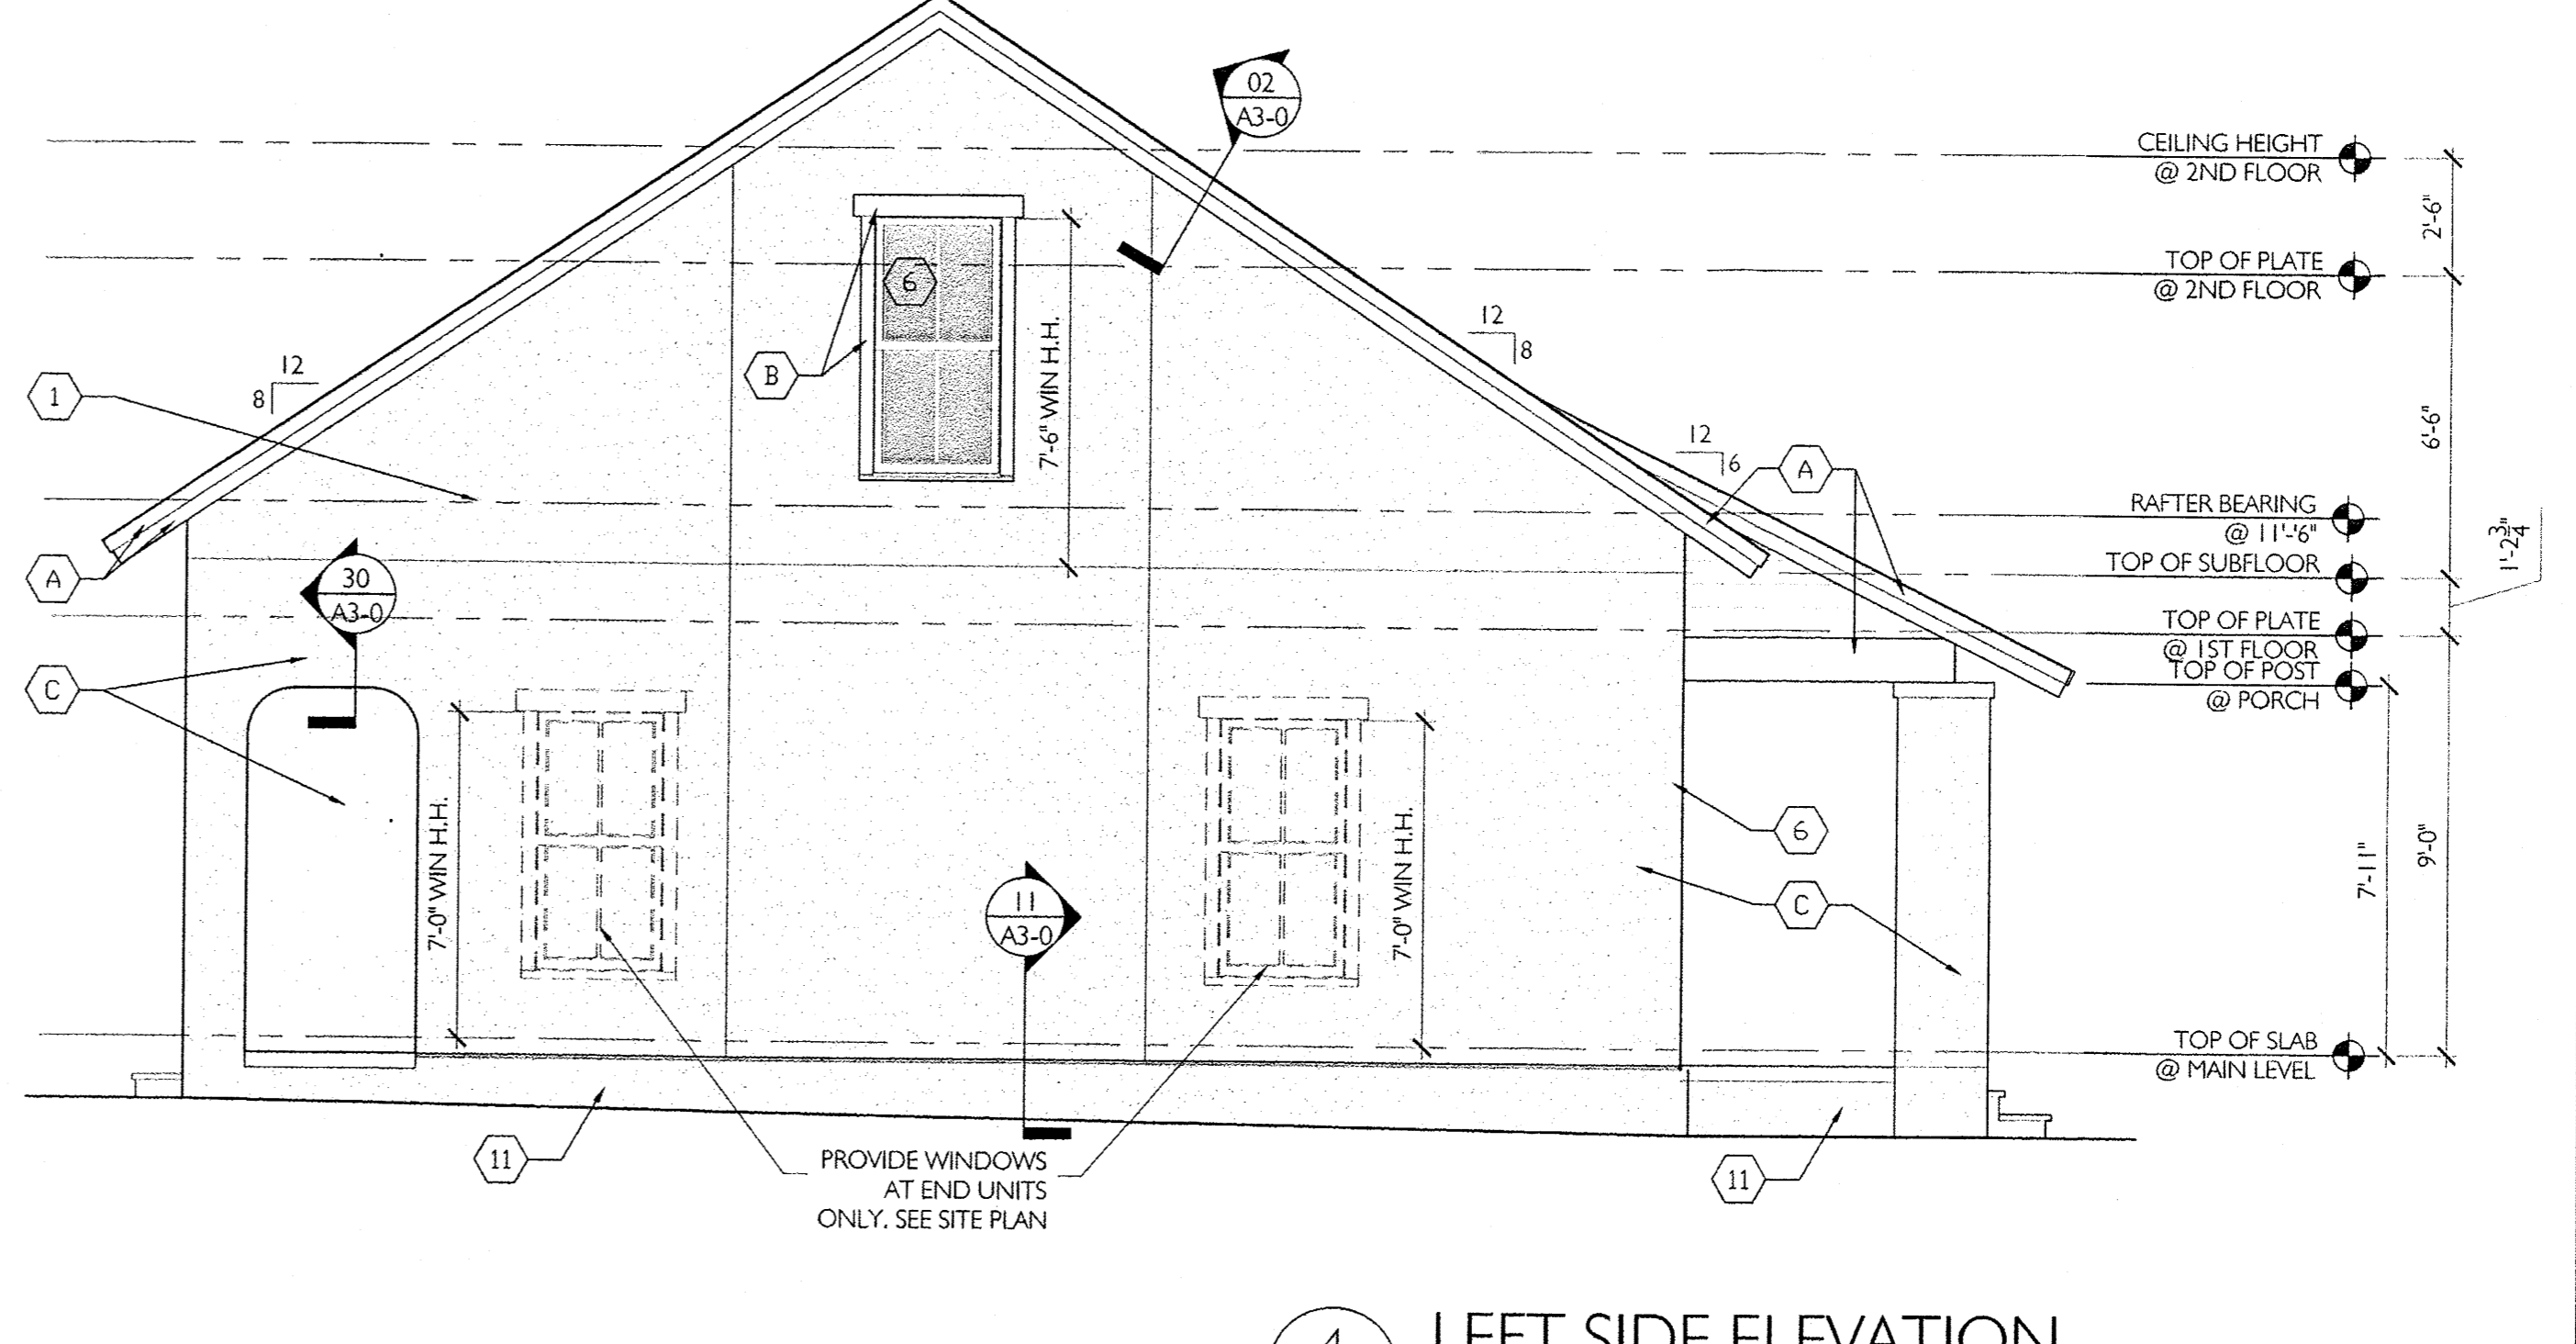 02
A3-0
CEILING HEIGHT
@ 2ND FLOOR
2'-6"
TOP OF PLATE
@ 2ND FLOOR
6
12
8
12
8
1
B
7'-6" WIN H.H.
6'-6"
12
6
A
RAFTER BEARING
@ 11'-'6"
TOP OF SUBFLOOR
1'-2 3/4"
A
30
A3-0
TOP OF PLATE
@ 1ST FLOOR
TOP OF POST
@ PORCH
C
7'-0" WIN H.H.
7'-0" WIN H.H.
6
C
7'-11"
9'-0"
11
A3-0
TOP OF SLAB
@ MAIN LEVEL
11
PROVIDE WINDOWS
AT END UNITS
ONLY. SEE SITE PLAN
11
4
LEFT SIDE ELEVATION